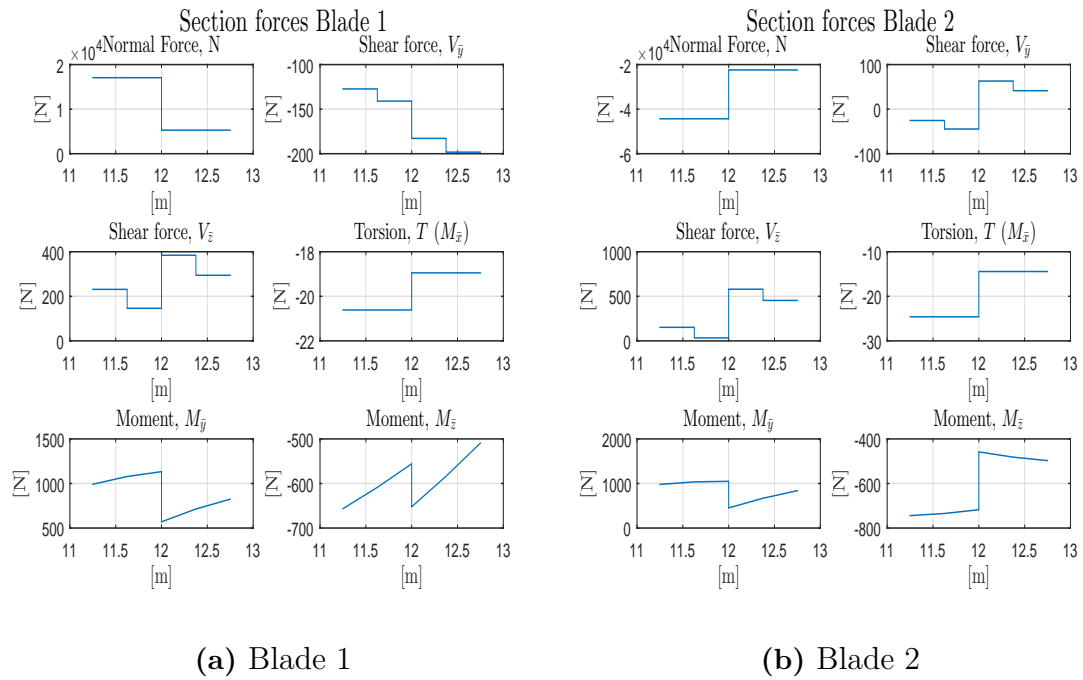 Section forces Blade 1
×10⁴ Normal Force, N
[N]
2
1
0
11 11.5 12 12.5 13
[m]
Shear force, V_ȳ
[N]
-100
-150
-200
11 11.5 12 12.5 13
[m]
Shear force, V_z̄
[N]
400
200
0
11 11.5 12 12.5 13
[m]
Torsion, T (M_x̄)
[N]
-18
-20
-22
11 11.5 12 12.5 13
[m]
Moment, M_ȳ
[N]
1500
1000
500
11 11.5 12 12.5 13
[m]
Moment, M_z̄
[N]
-500
-600
-700
11 11.5 12 12.5 13
[m]
(a) Blade 1
Section forces Blade 2
×10⁴ Normal Force, N
[N]
-2
-4
-6
11 11.5 12 12.5 13
[m]
Shear force, V_ȳ
[N]
100
0
-100
11 11.5 12 12.5 13
[m]
Shear force, V_z̄
[N]
1000
500
0
11 11.5 12 12.5 13
[m]
Torsion, T (M_x̄)
[N]
-10
-20
-30
11 11.5 12 12.5 13
[m]
Moment, M_ȳ
[N]
2000
1000
0
11 11.5 12 12.5 13
[m]
Moment, M_z̄
[N]
-400
-600
-800
11 11.5 12 12.5 13
[m]
(b) Blade 2